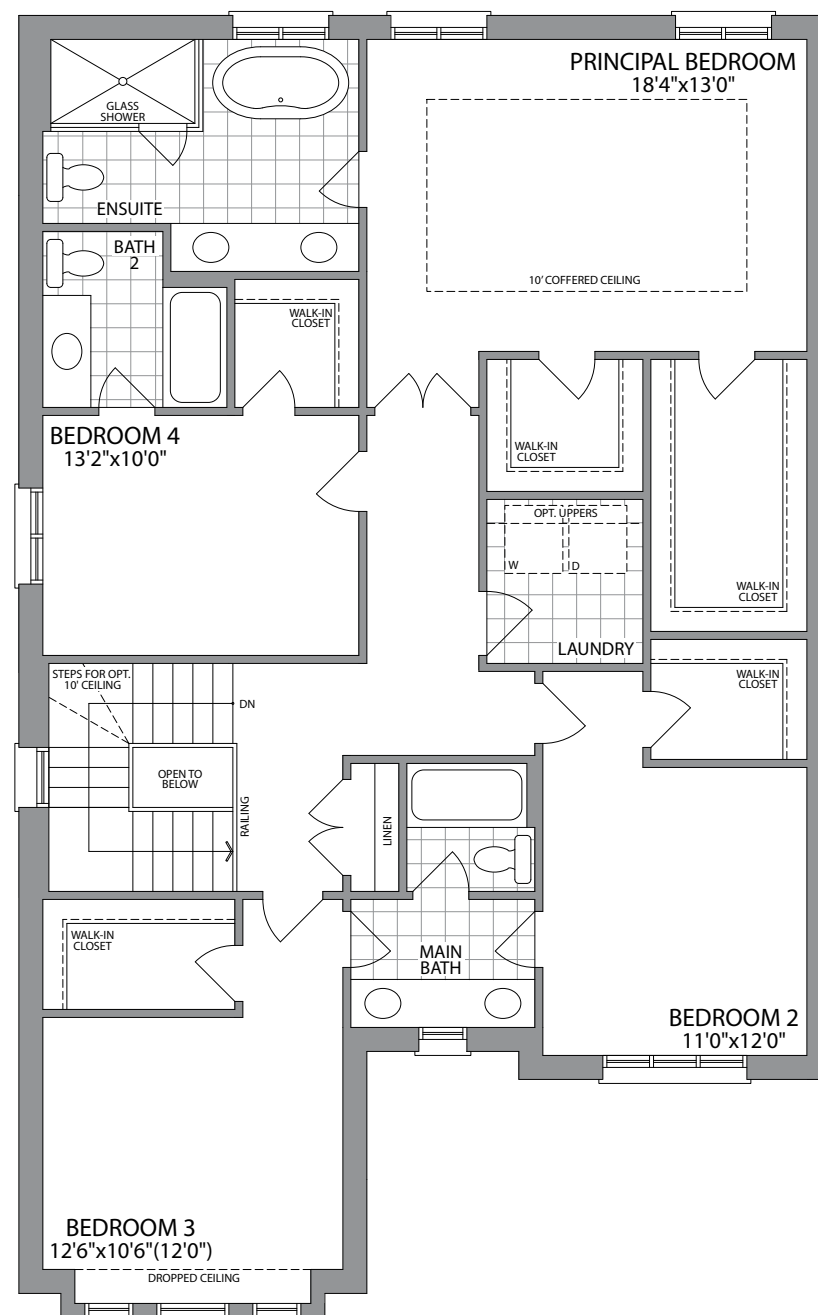 PRINCIPAL BEDROOM
18'4"x13'0"
GLASS
SHOWER
ENSUITE
BATH
2
10' COFFERED CEILING
WALK-IN
CLOSET
BEDROOM 4
13'2"x10'0"
WALK-IN
CLOSET
OPT. UPPERS
W
D
WALK-IN
CLOSET
LAUNDRY
STEPS FOR OPT.
10' CEILING
DN
WALK-IN
CLOSET
OPEN TO
BELOW
RAILING
LINEN
WALK-IN
CLOSET
MAIN
BATH
BEDROOM 2
11'0"x12'0"
BEDROOM 3
12'6"x10'6"(12'0")
DROPPED CEILING